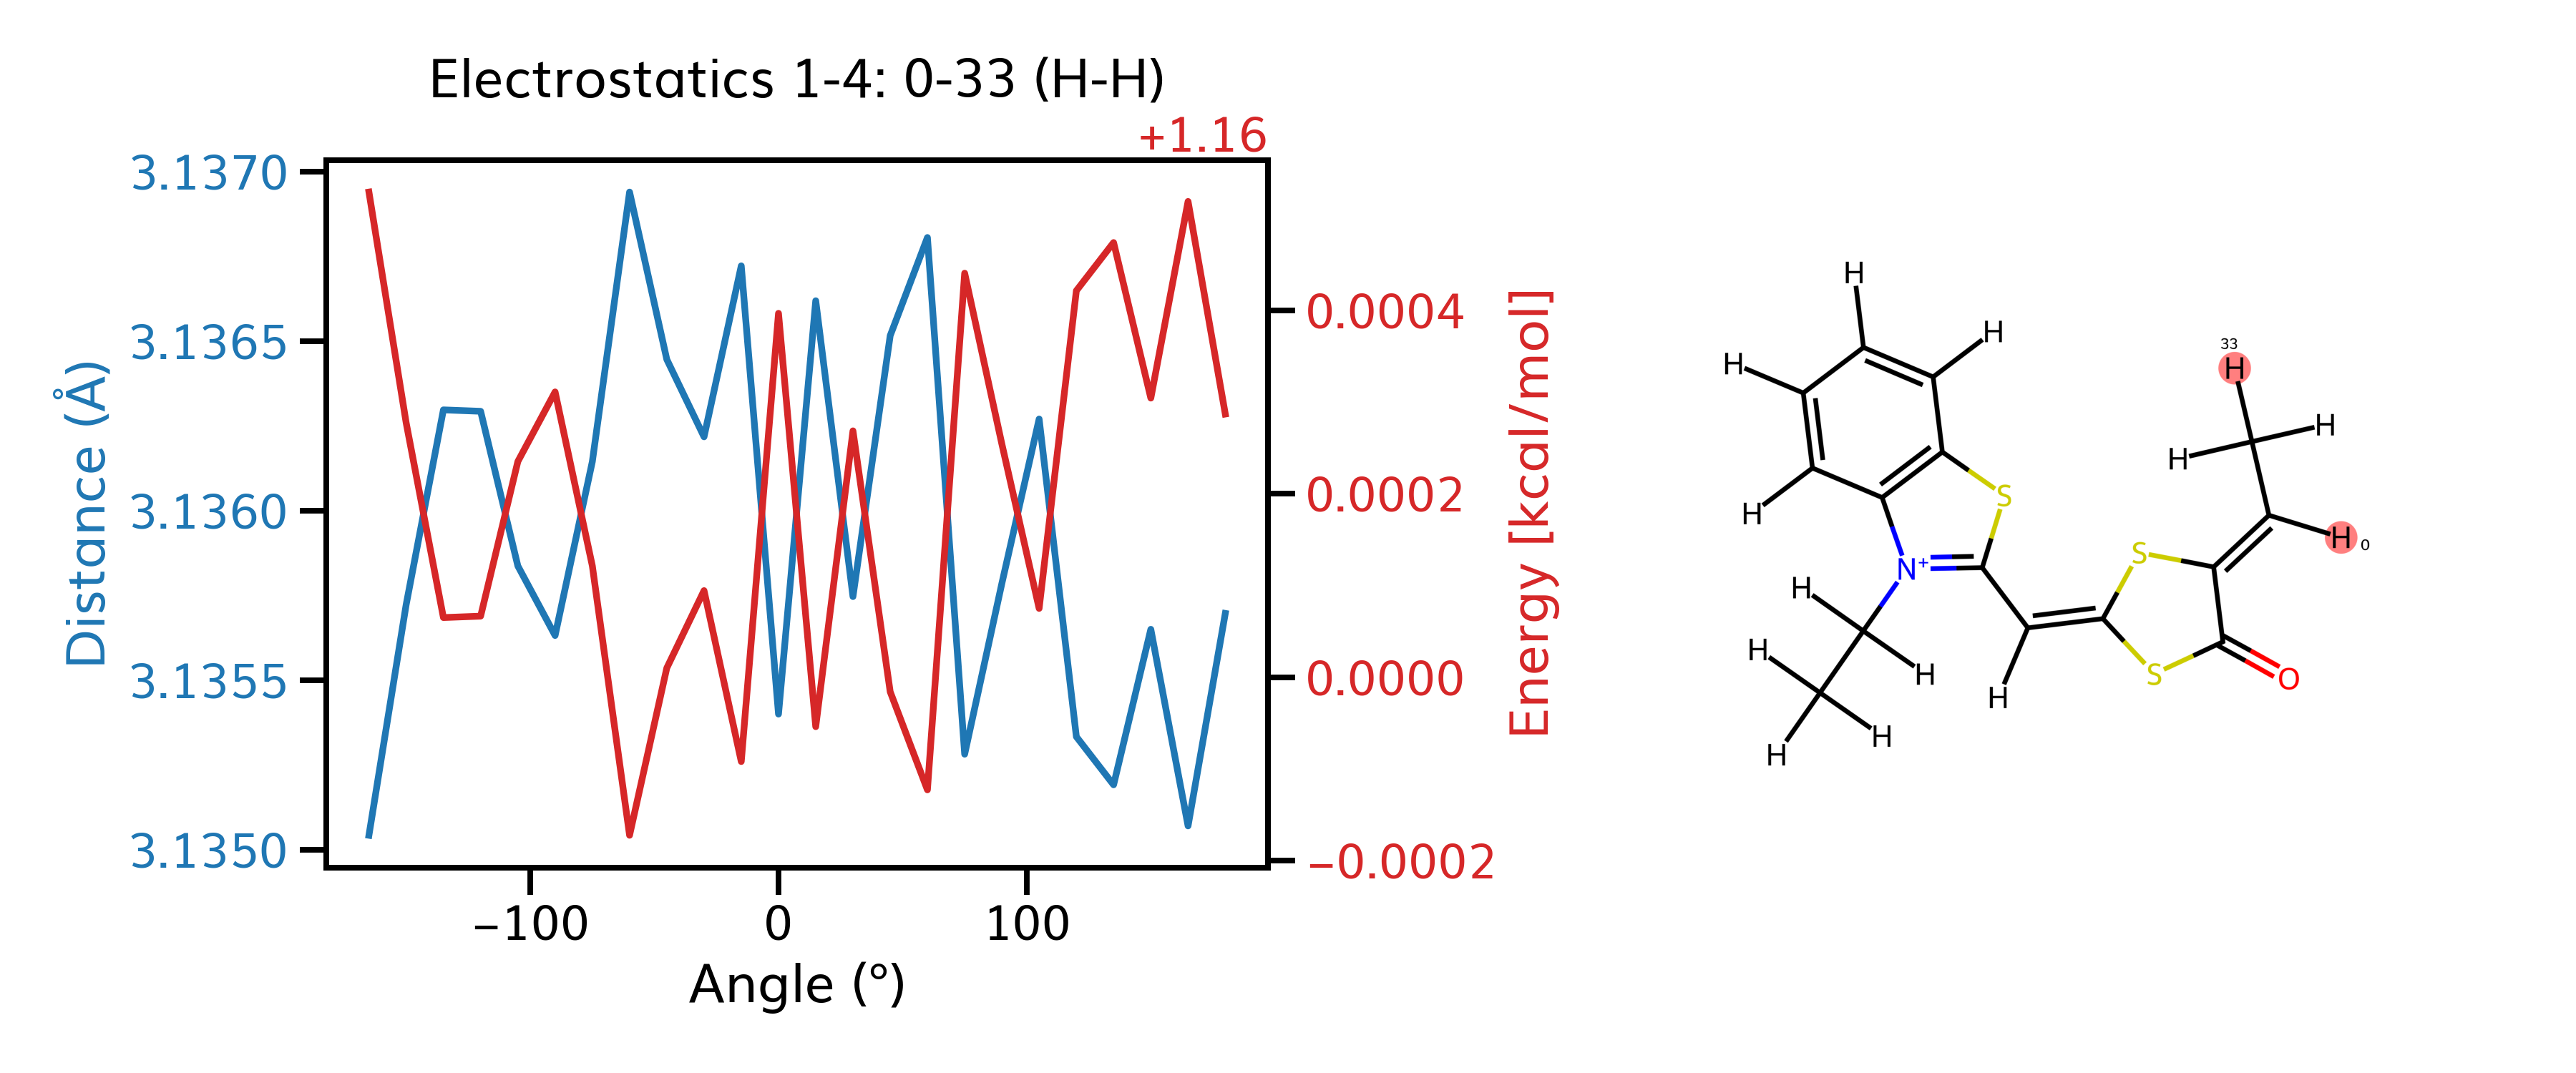 Electrostatics 1-4: 0-33 (H-H)
+1.16
3.1370
3.1365
3.1360
3.1355
3.1350
Distance (Å)
0.0004
0.0002
0.0000
−0.0002
Energy [kcal/mol]
−100
0
100
Angle (°)
H
H
H
33
H
H
H
H
S
H
H 0
S
N+
H
H
H
S
O
H
H
H